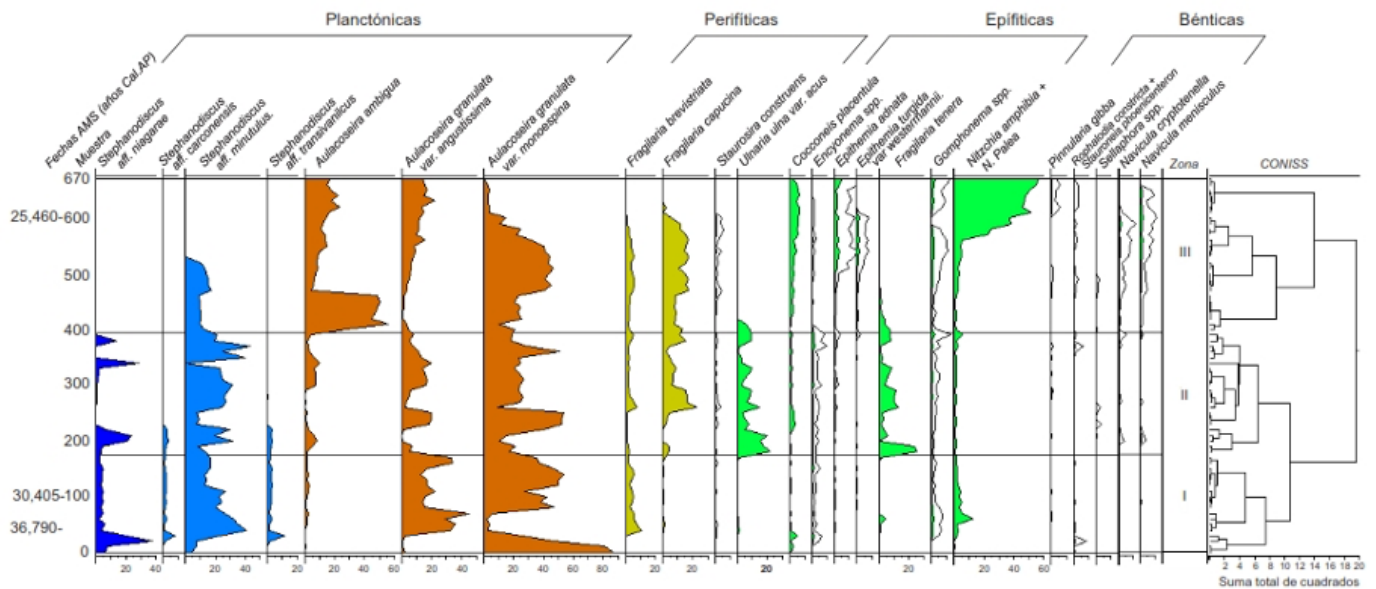 Planctónicas
Perifíticas
Epífiticas
Bénticas
Fechas AMS (años Cal.AP)
Muestra
Stephanodiscus
aff. niagarae
Stephanodiscus
aff. carconensis
Stephanodiscus
aff. minutulus.
Stephanodiscus
aff. transilvanicus
Aulacoseira ambigua
Aulacoseira granulata
var. angustissima
Aulacoseira granulata
var. monoespina
Fragilaria brevistriata
Fragilaria capucina
Staurosira construens
Ulnaria ulna var. acus
Cocconeis placentula
Encyonema spp.
Epithemia adnata
Epithemia turgida
var westermannii.
Fragilaria tenera
Gomphonema spp.
Nitzchia amphibia +
N. Palea
Pinnularia gibba
Rophalodia constricta +
Stauroneis phoenicenteron
Sellaphora spp.
Navicula cryptotenella
Navicula menisculus
Zona
CONISS
670
25,460-600
500
400
300
200
30,405-100
36,790-
0
III
II
I
20 40
20 40
20 40
20 40
20 40 60 80
20
20
20
20
20 40 60
2 4 6 8 10 12 14 16 18 20
Suma total de cuadrados